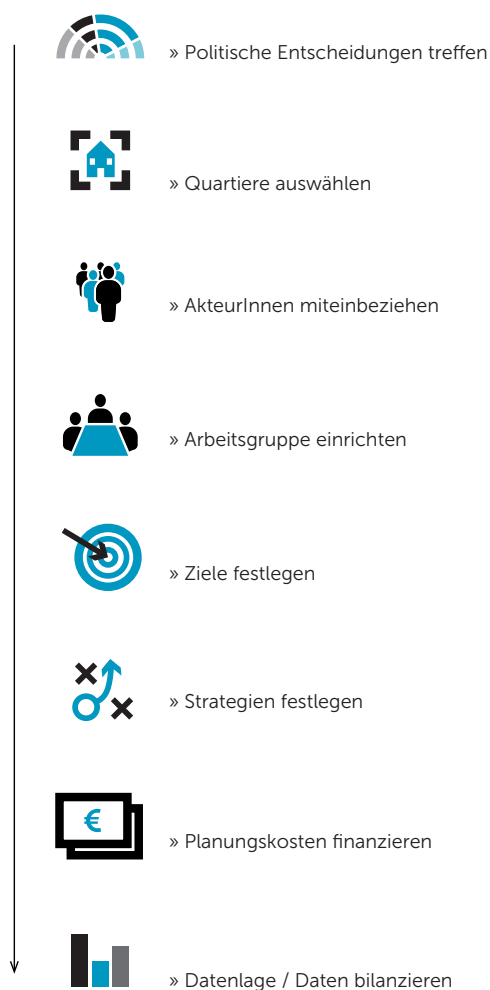 » Politische Entscheidungen treffen
» Quartiere auswählen
» AkteurInnen miteinbeziehen
» Arbeitsgruppe einrichten
» Ziele festlegen
» Strategien festlegen
€
» Planungskosten finanzieren
» Datenlage / Daten bilanzieren